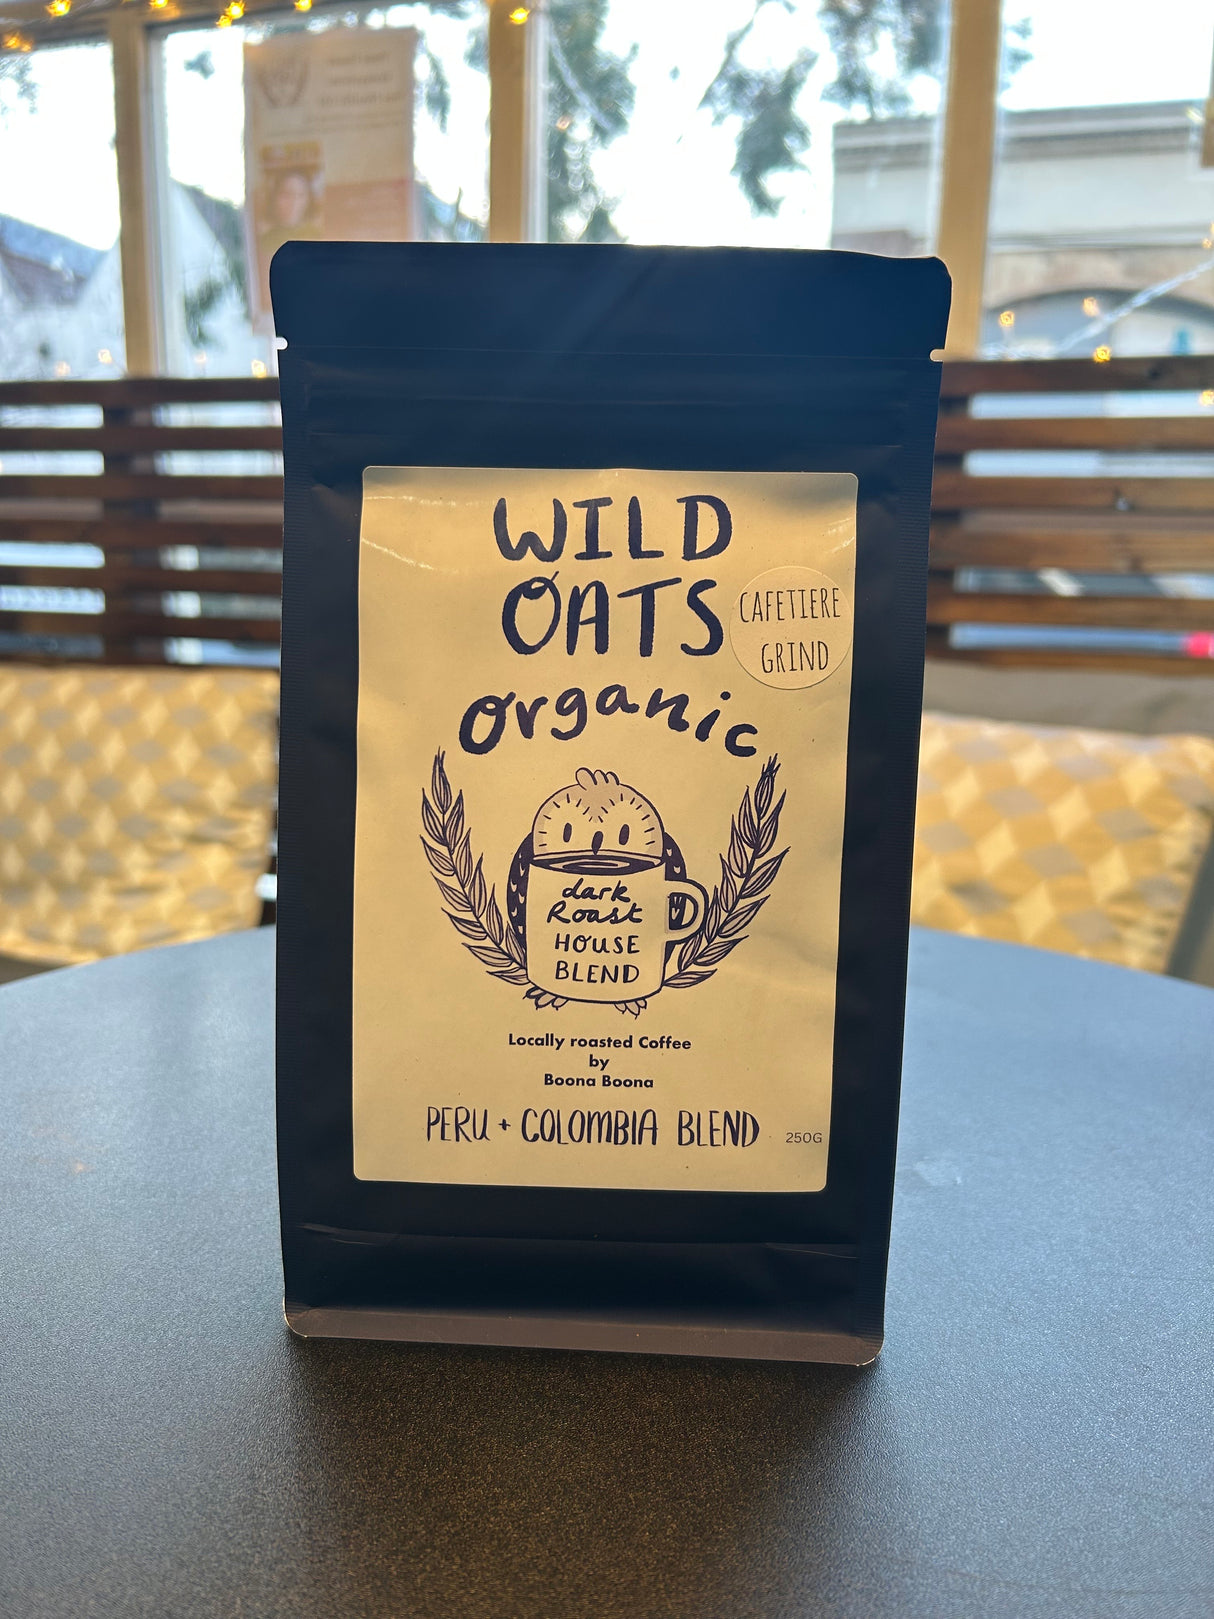 WILD
OATS
CAFETIERE
GRIND
organic
dark
Roast
HOUSE
BLEND
Locally roasted Coffee
by
Boona Boona
PERU + COLOMBIA BLEND
250G